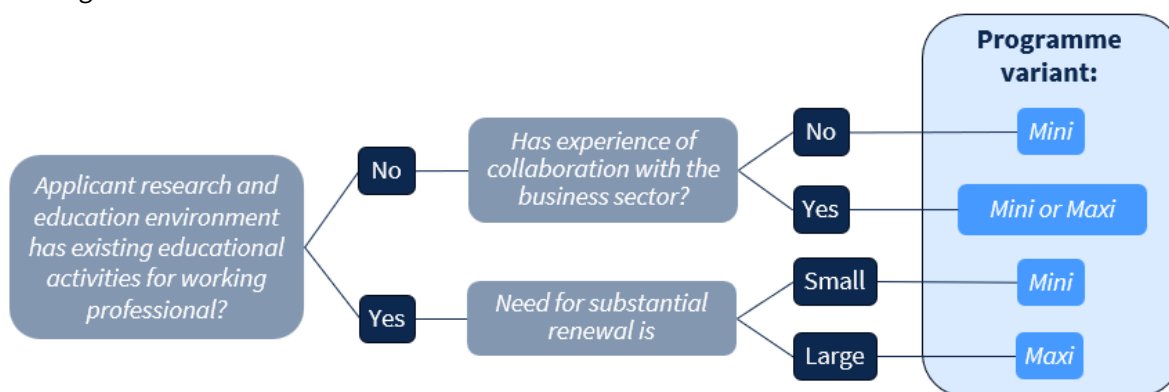 Programme
variant:
Applicant research and
education environment
has existing educational
activities for working
professional?
No
Has experience of
collaboration with the
business sector?
No
Mini
Yes
Mini or Maxi
Yes
Need for substantial
renewal is
Small
Mini
Large
Maxi